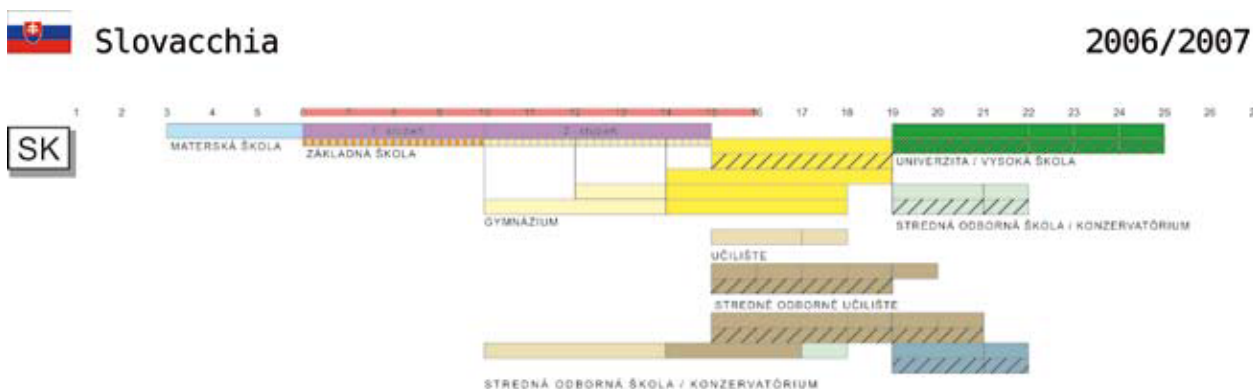 Slovacchia 2006/2007
1 2 3 4 5 6 7 8 9 10 11 12 13 14 15 16 17 18 19 20 21 22 23 24 25 26
SK
1. stupeň 2. stupeň
MATERSKÁ ŠKOLA
ZÁKLADNÁ ŠKOLA
UNIVERZITA / VYSOKÁ ŠKOLA
GYMNÁZIUM
STREDNÁ ODBORNÁ ŠKOLA / KONZERVATÓRIUM
UČILIŠTE
STREDNÉ ODBORNÉ UČILIŠTE
STREDNÁ ODBORNÁ ŠKOLA / KONZERVATÓRIUM